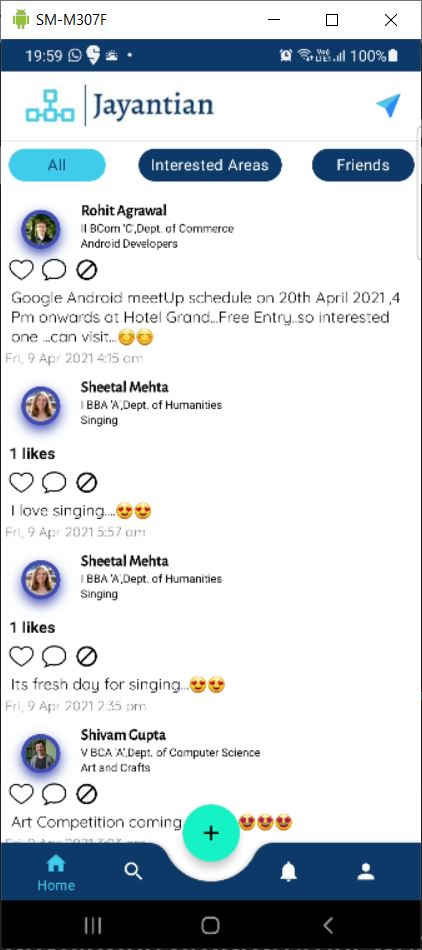 SM-M307F
19:59 100%
Jayantian
All Interested Areas Friends
Rohit Agrawal
II BCom 'C',Dept. of Commerce
Android Developers
Google Android meetUp schedule on 20th April 2021 ,4
Pm onwards at Hotel Grand...Free Entry..so interested
one ...can visit...😊😊
Fri, 9 Apr 2021 4:15 am
Sheetal Mehta
I BBA 'A',Dept. of Humanities
Singing
1 likes
I love singing....😍😍
Fri, 9 Apr 2021 5:57 am
Sheetal Mehta
I BBA 'A',Dept. of Humanities
Singing
1 likes
Its fresh day for singing...😍😍
Fri, 9 Apr 2021 2:35 pm
Shivam Gupta
V BCA 'A',Dept. of Computer Science
Art and Crafts
Art Competition coming 😍😍😍
Fri, 9 Apr 2021 3:03 pm
Home